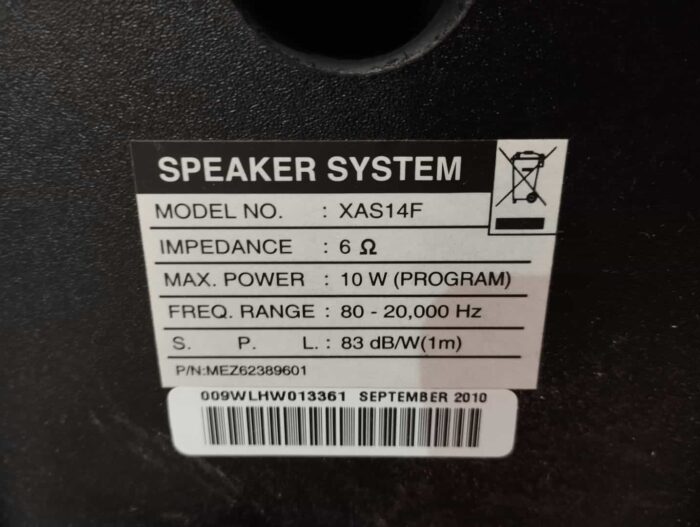 SPEAKER SYSTEM
MODEL NO. : XAS14F
IMPEDANCE : 6 Ω
MAX. POWER : 10 W (PROGRAM)
FREQ. RANGE : 80 - 20,000 Hz
S. P. L. : 83 dB/W(1m)
P/N:MEZ62389601
009WLHW013361 SEPTEMBER 2010